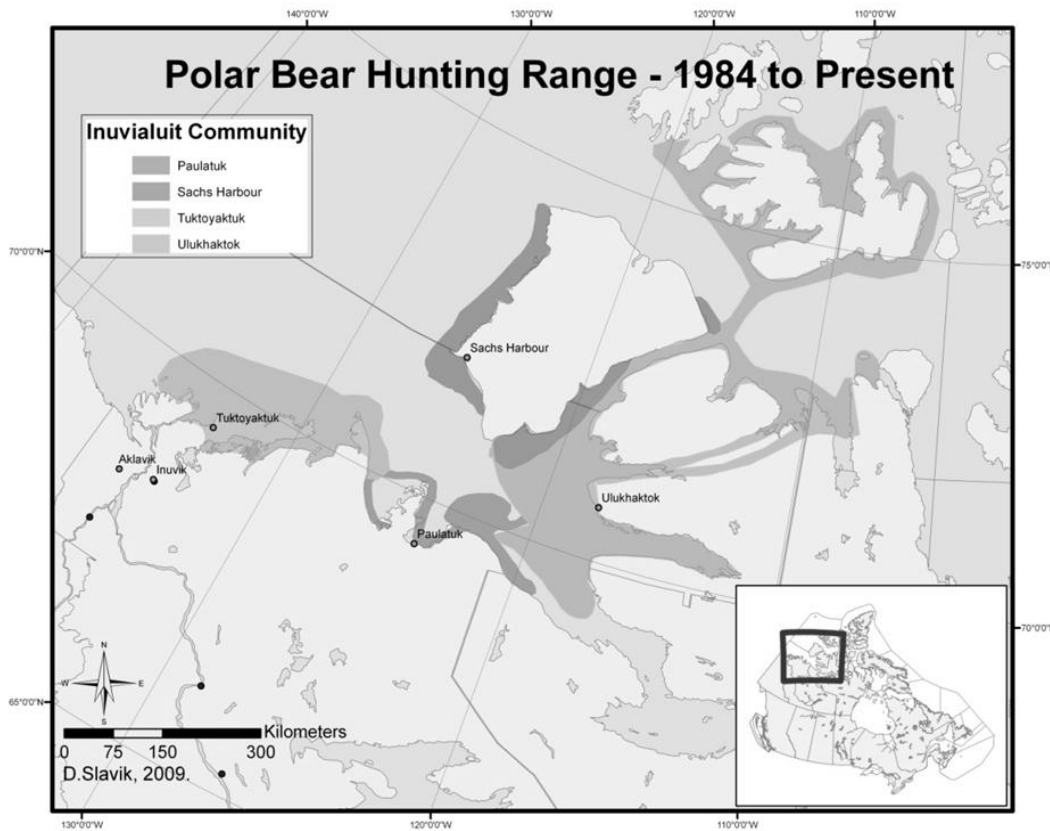 140°0'0"W
130°0'0"W
120°0'0"W
110°0'0"W
Polar Bear Hunting Range - 1984 to Present
Inuvialuit Community
Paulatuk
Sachs Harbour
Tuktoyaktuk
Ulukhaktok
70°0'0"N
75°0'0"N
Sachs Harbour
Tuktoyaktuk
Aklavik
Inuvik
Ulukhaktok
Paulatuk
N
W
E
S
70°0'0"N
65°0'0"N
Kilometers
0 75 150 300
D.Slavik, 2009.
130°0'0"W
120°0'0"W
110°0'0"W